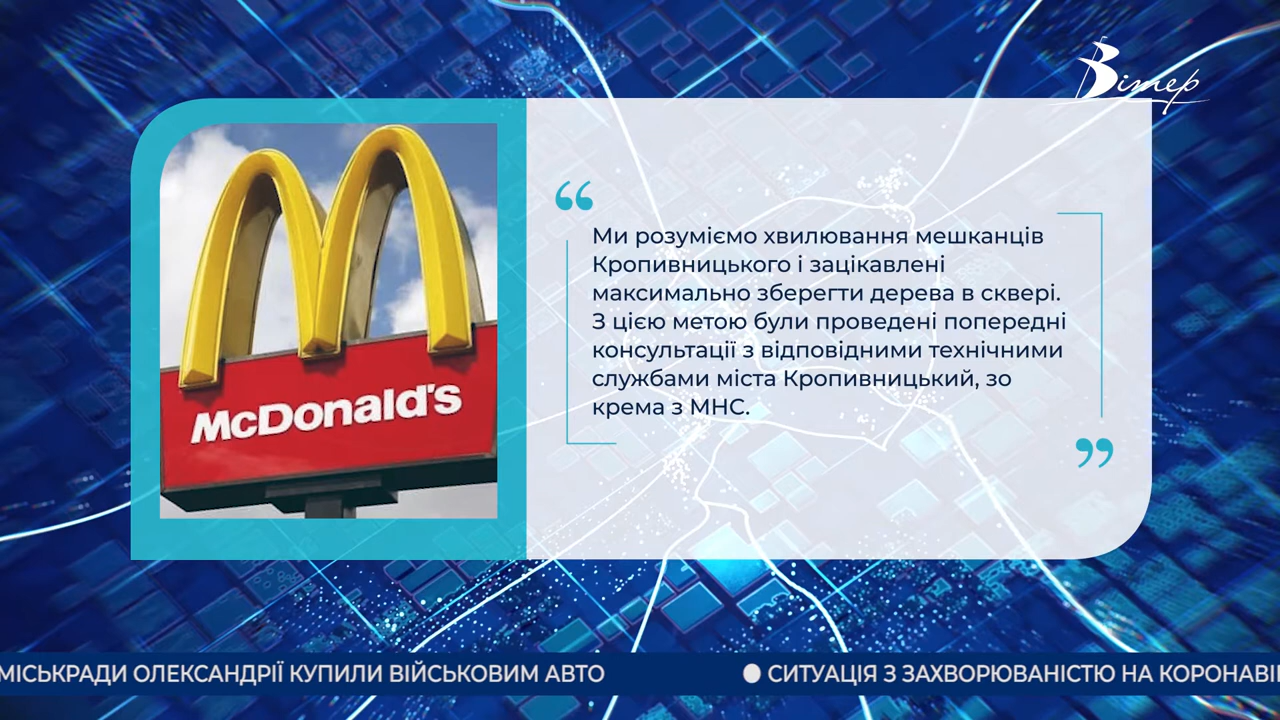 Вітер
McDonald's
“
Ми розуміємо хвилювання мешканців
Кропивницького і зацікавлені
максимально зберегти дерева в сквері.
З цією метою були проведені попередні
консультації з відповідними технічними
службами міста Кропивницький, зо
крема з МНС.
”
МІСЬКРАДИ ОЛЕКСАНДРІЇ КУПИЛИ ВІЙСЬКОВИМ АВТО
СИТУАЦІЯ З ЗАХВОРЮВАНІСТЮ НА